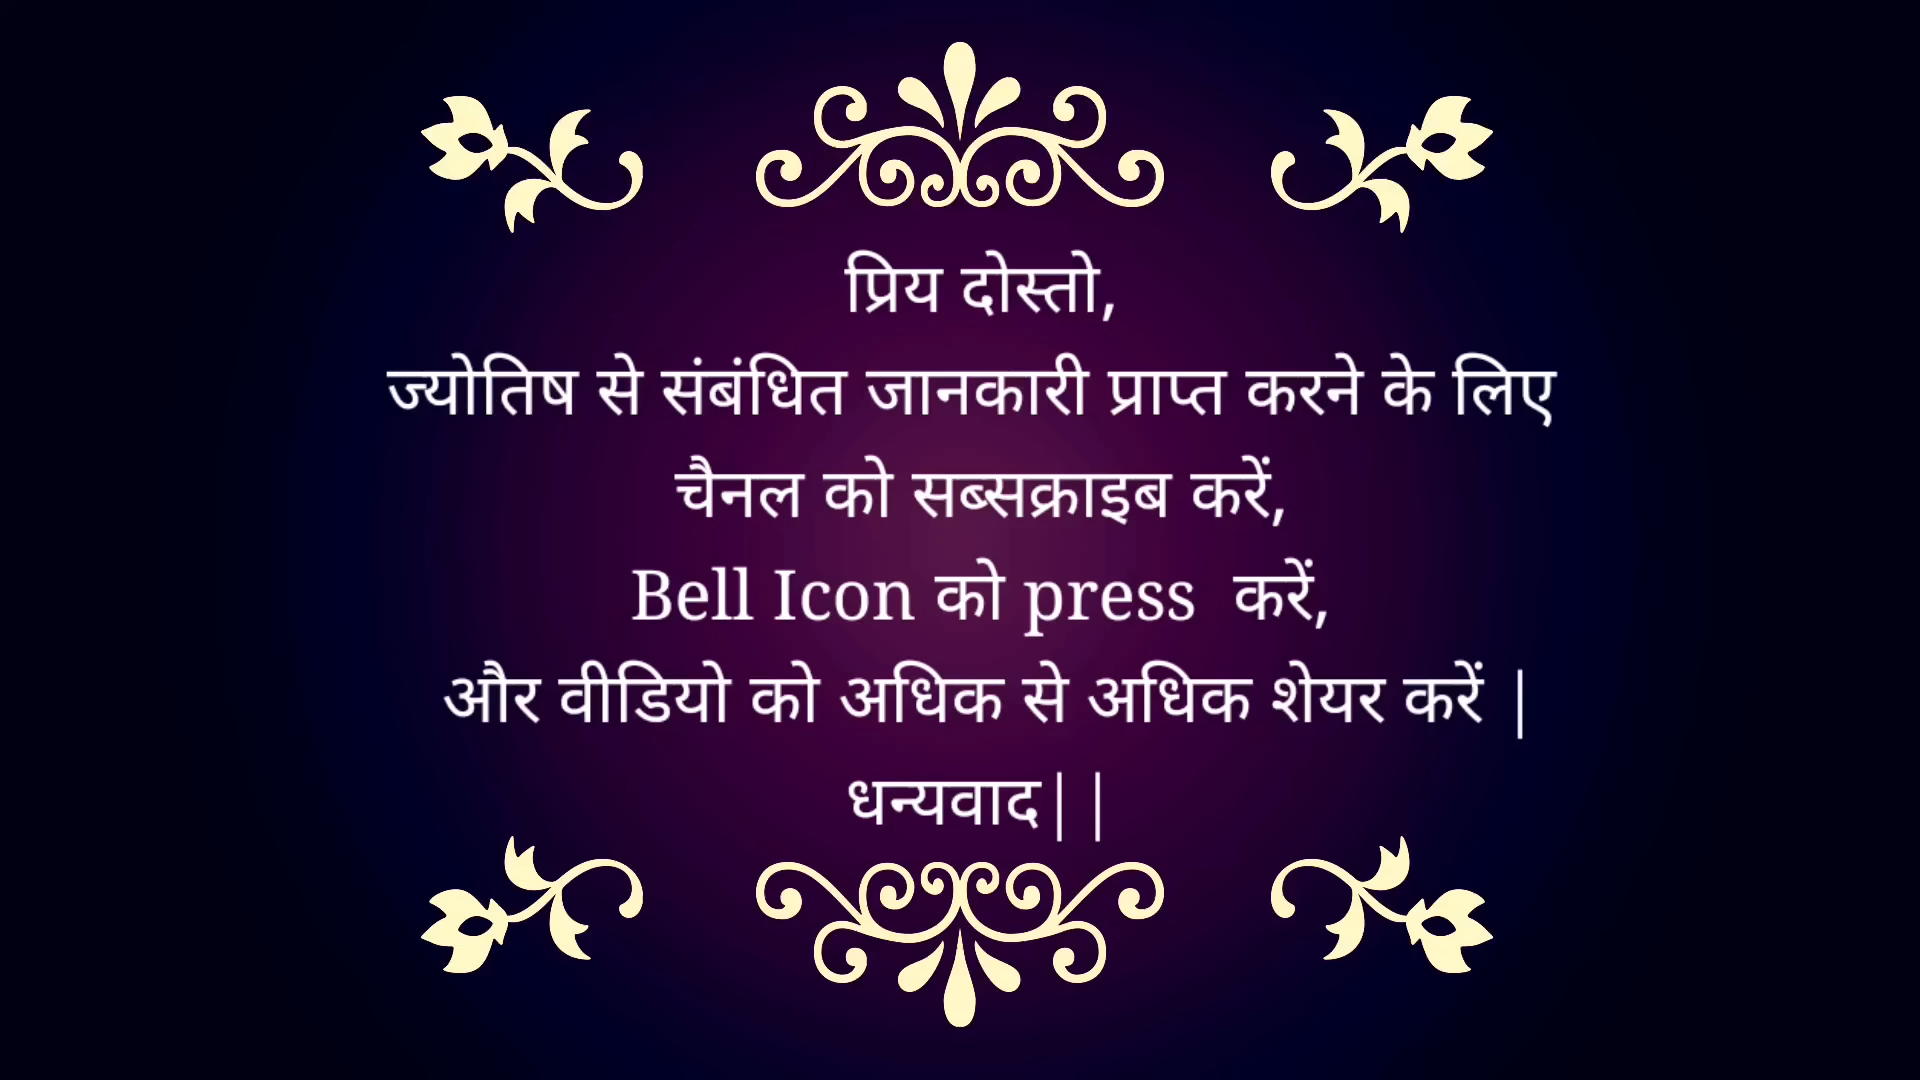 प्रिय दोस्तो,
ज्योतिष से संबंधित जानकारी प्राप्त करने के लिए
चैनल को सब्सक्राइब करें,
Bell Icon को press  करें,
और वीडियो को अधिक से अधिक शेयर करें |
धन्यवाद||